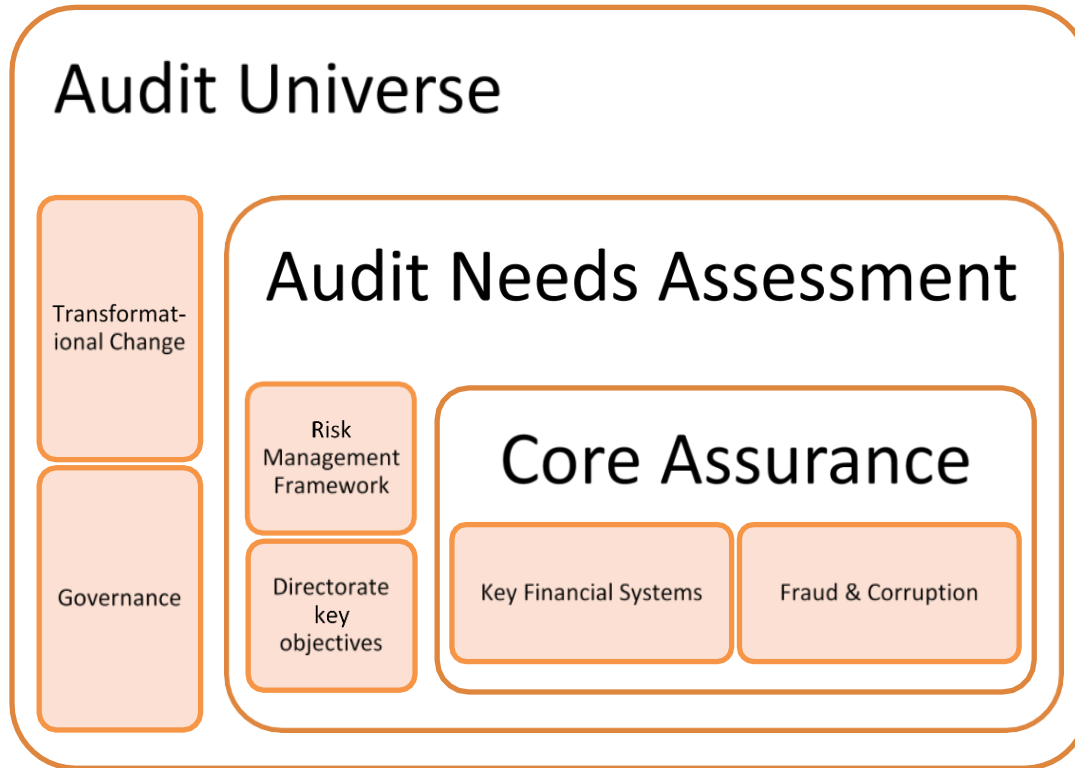 Audit Universe
Transformat-
ional Change
Governance
Audit Needs Assessment
Risk
Management
Framework
Directorate
key
objectives
Core Assurance
Key Financial Systems
Fraud & Corruption